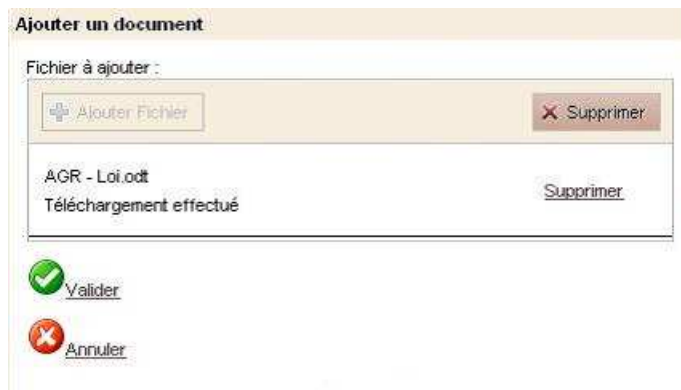 Ajouter un document
Fichier à ajouter :
Ajouter Fichier
Supprimer
AGR - Loi.odt
Téléchargement effectué
Supprimer
Valider
Annuler